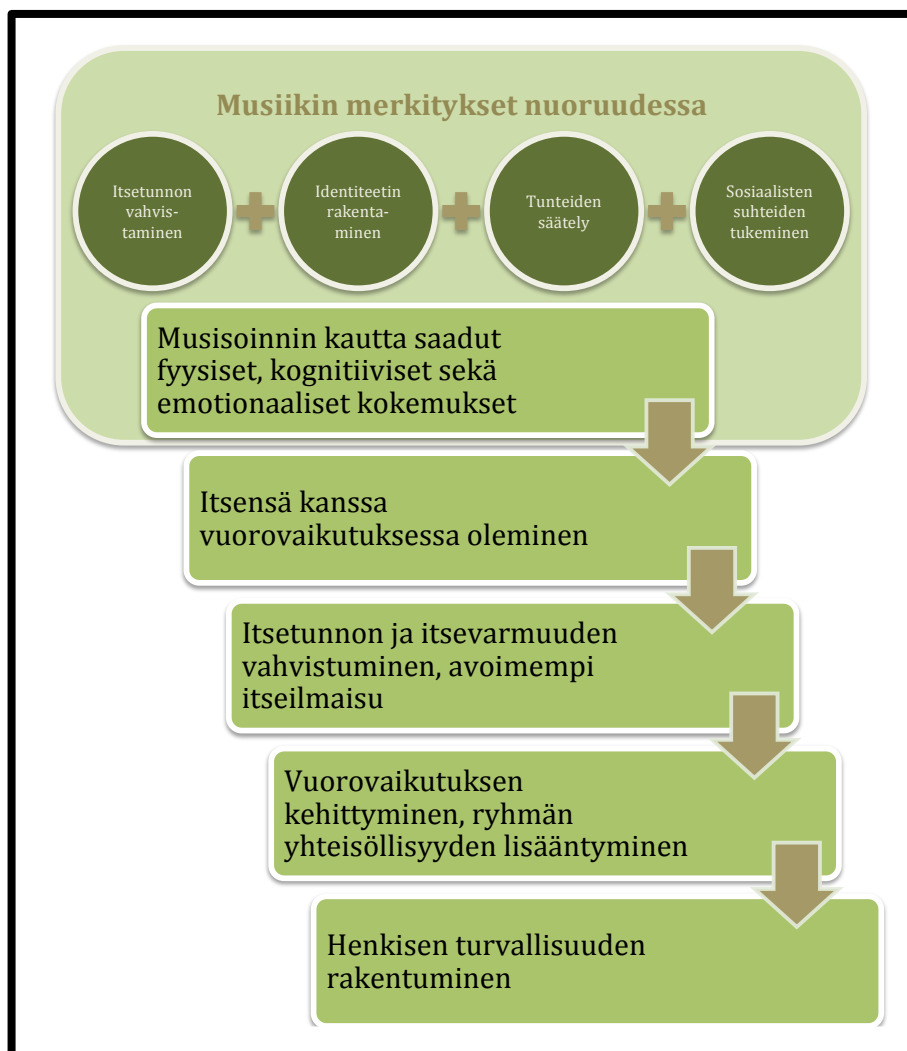 Musiikin merkitykset nuoruudessa
Itsetunnon
vahvis-
taminen
Identiteetin
rakenta-
minen
Tunteiden
säätely
Sosiaalisten
suhteiden
tukeminen
Musisoinnin kautta saadut
fyysiset, kognitiiviset sekä
emotionaaliset kokemukset
Itsensä kanssa
vuorovaikutuksessa oleminen
Itsetunnon ja itsevarmuuden
vahvistuminen, avoimempi
itseilmaisu
Vuorovaikutuksen
kehittyminen, ryhmän
yhteisöllisyyden lisääntyminen
Henkisen turvallisuuden
rakentuminen